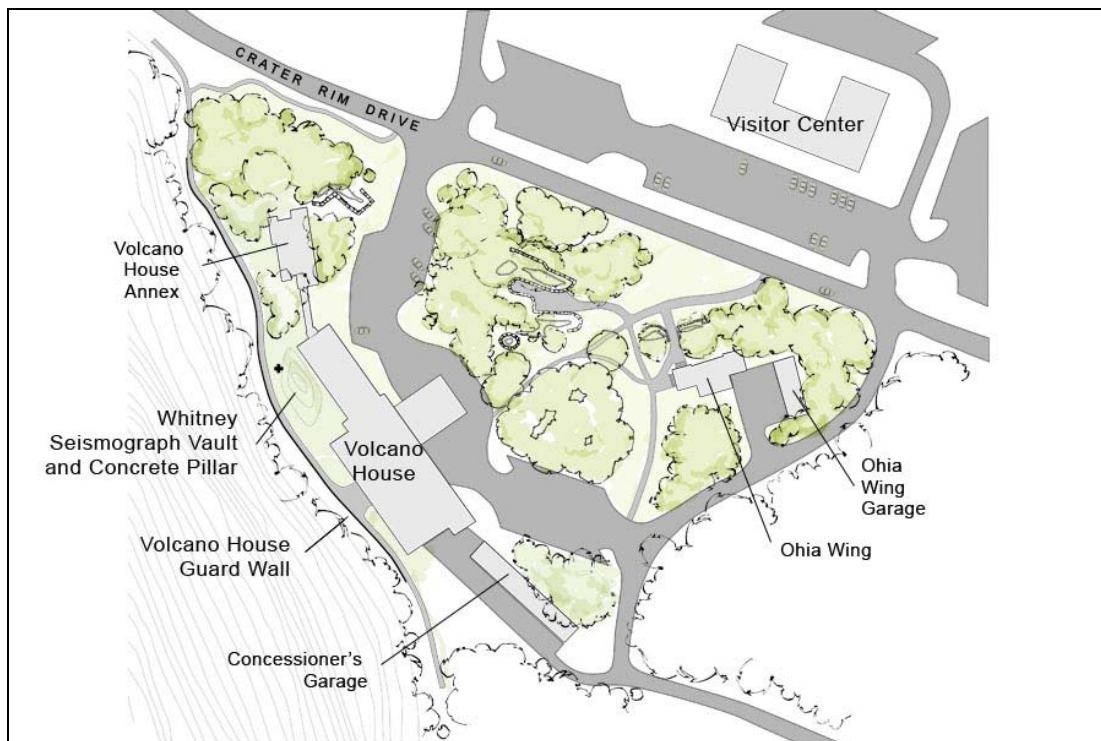 CRATER RIM DRIVE
Visitor Center
Volcano
House
Annex
Whitney
Seismograph Vault
and Concrete Pillar
Volcano
House
Volcano House
Guard Wall
Ohia
Wing
Garage
Ohia Wing
Concessioner's
Garage